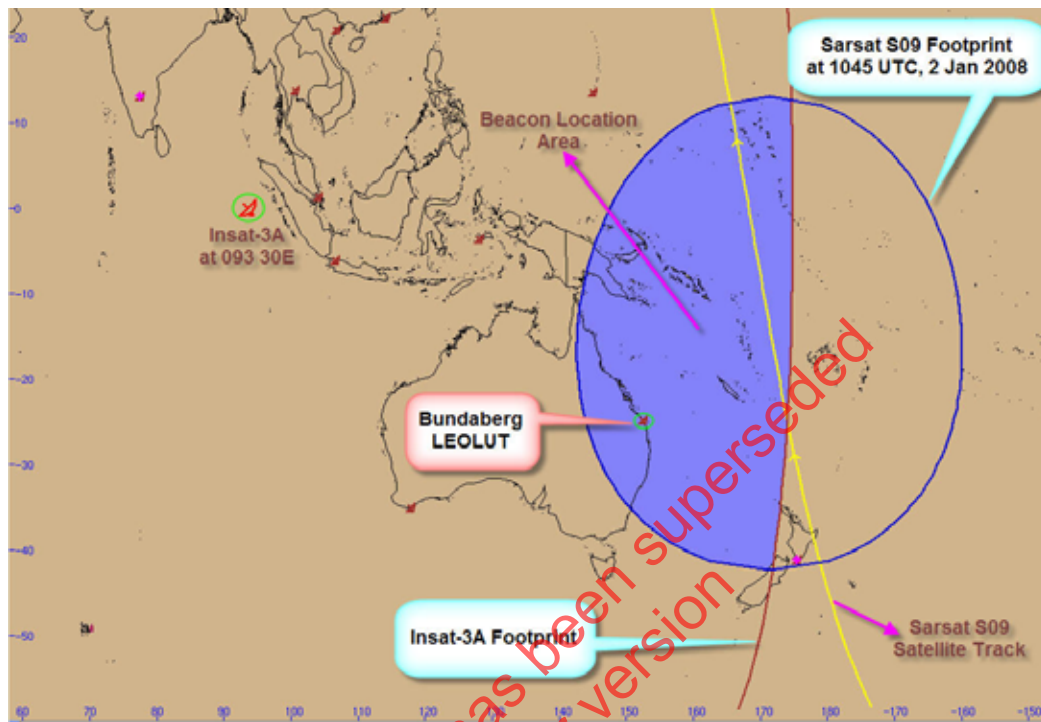 20
Sarsat S09 Footprint
at 1045 UTC, 2 Jan 2008
10
Beacon Location
Area
0
Insat-3A
at 093 30E
-10
-20
Bundaberg
LEOLUT
-30
-40
Insat-3A Footprint
-50
Sarsat S09
Satellite Track
60
70
80
90
100
110
120
130
140
150
160
170
180
-170
-160
-150
as been superseded
version